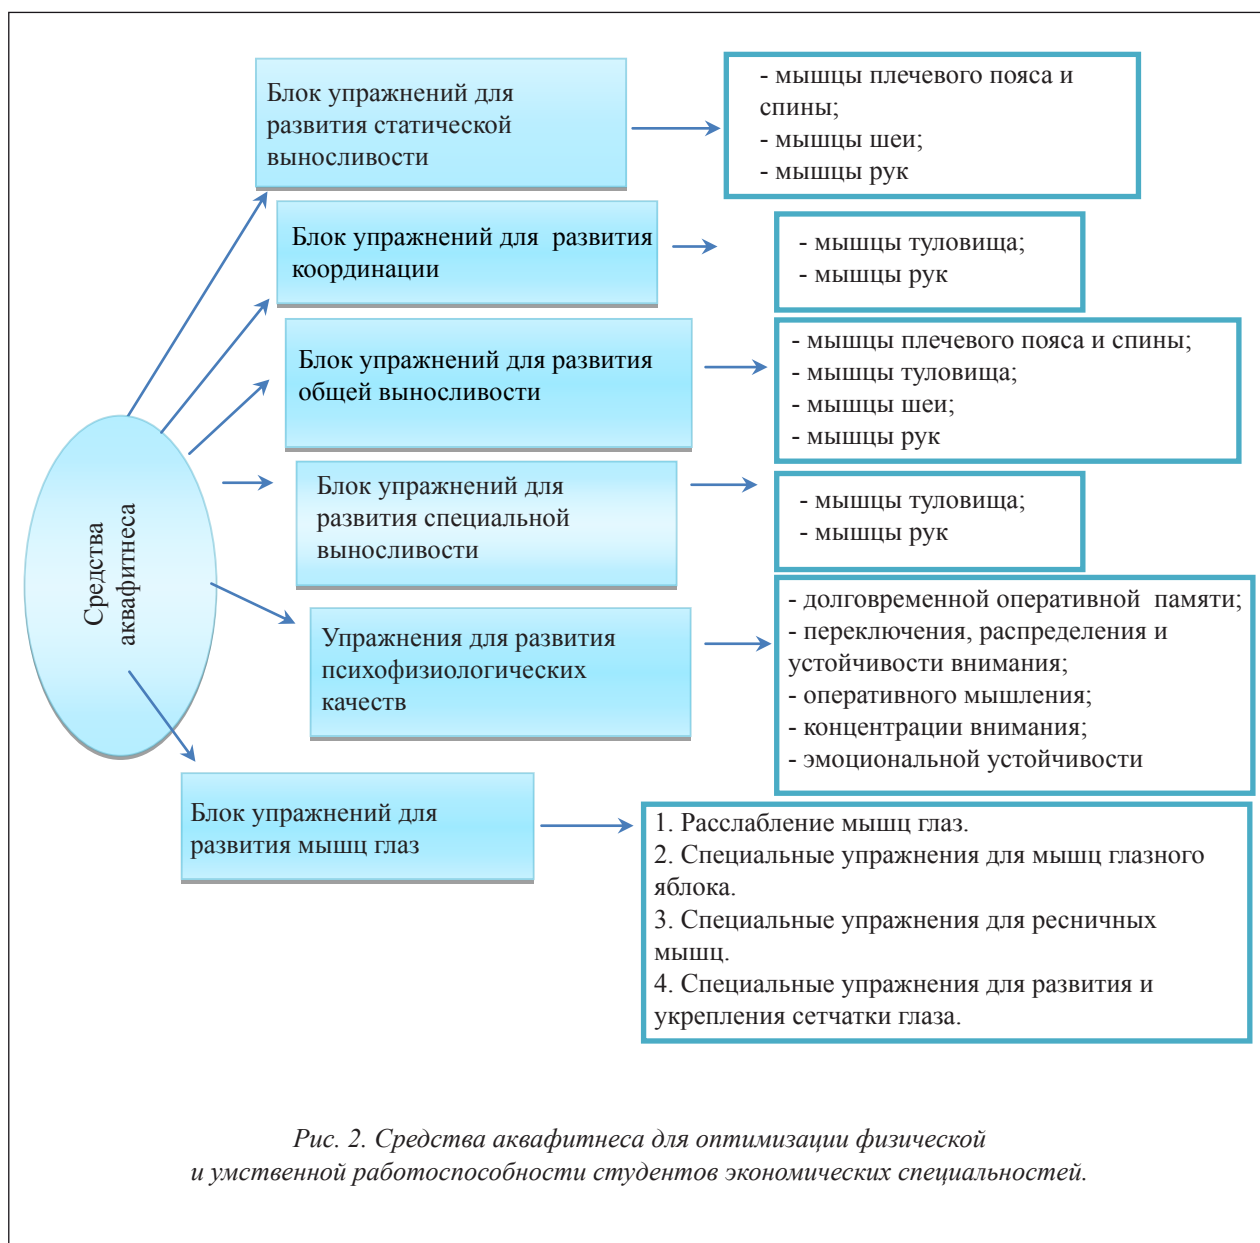 Средства
аквафитнеса
Блок упражнений для
развития статической
выносливости
- мышцы плечевого пояса и
спины;
- мышцы шеи;
- мышцы рук
Блок упражнений для развития
координации
- мышцы туловища;
- мышцы рук
Блок упражнений для развития
общей выносливости
- мышцы плечевого пояса и спины;
- мышцы туловища;
- мышцы шеи;
- мышцы рук
Блок упражнений для
развития специальной
выносливости
- мышцы туловища;
- мышцы рук
Упражнения для развития
психофизиологических
качеств
- долговременной оперативной памяти;
- переключения, распределения и
устойчивости внимания;
- оперативного мышления;
- концентрации внимания;
- эмоциональной устойчивости
Блок упражнений для
развития мышц глаз
1. Расслабление мышц глаз.
2. Специальные упражнения для мышц глазного
яблока.
3. Специальные упражнения для ресничных
мышц.
4. Специальные упражнения для развития и
укрепления сетчатки глаза.
Рис. 2. Средства аквафитнеса для оптимизации физической
и умственной работоспособности студентов экономических специальностей.